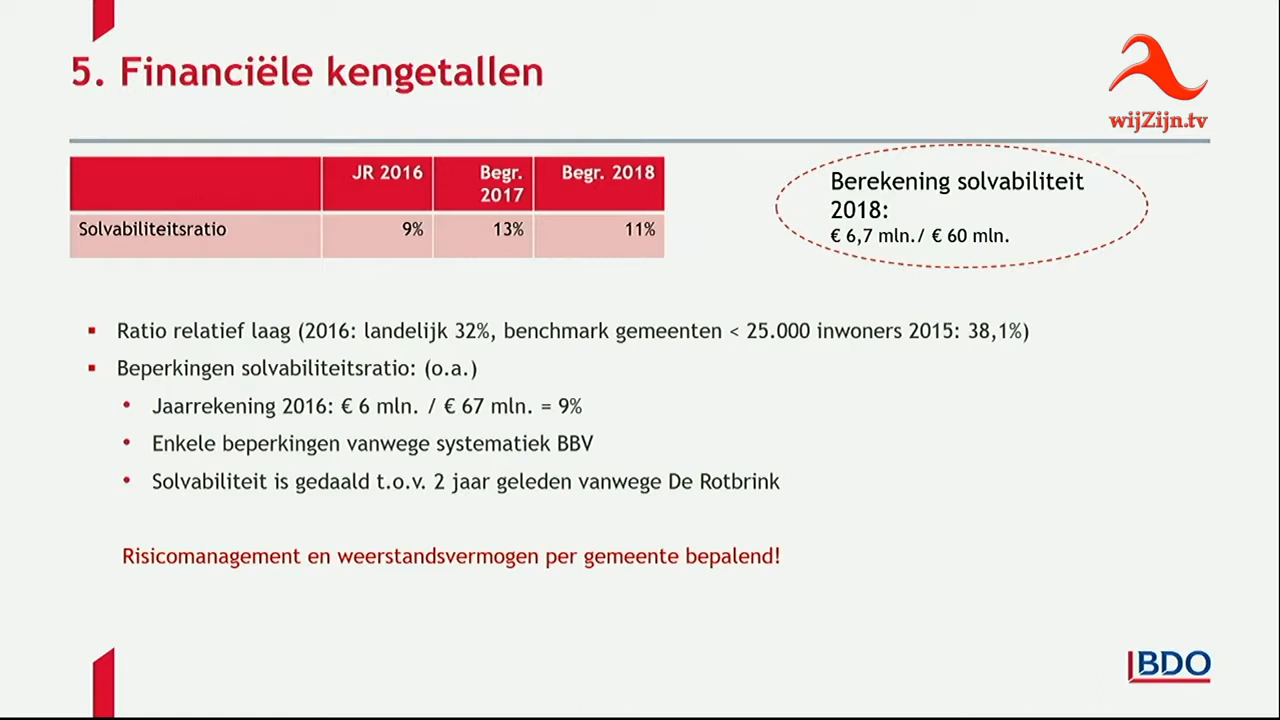 5. Financiële kengetallen
wijZijn.tv
JR 2016
Begr.
2017
Begr. 2018
Solvabiliteitsratio
9%
13%
11%
Berekening solvabiliteit
2018:
€ 6,7 mln./ € 60 mln.
▪ Ratio relatief laag (2016: landelijk 32%, benchmark gemeenten < 25.000 inwoners 2015: 38,1%)
▪ Beperkingen solvabiliteitsratio: (o.a.)
• Jaarrekening 2016: € 6 mln. / € 67 mln. = 9%
• Enkele beperkingen vanwege systematiek BBV
• Solvabiliteit is gedaald t.o.v. 2 jaar geleden vanwege De Rotbrink
Risicomanagement en weerstandsvermogen per gemeente bepalend!
BDO